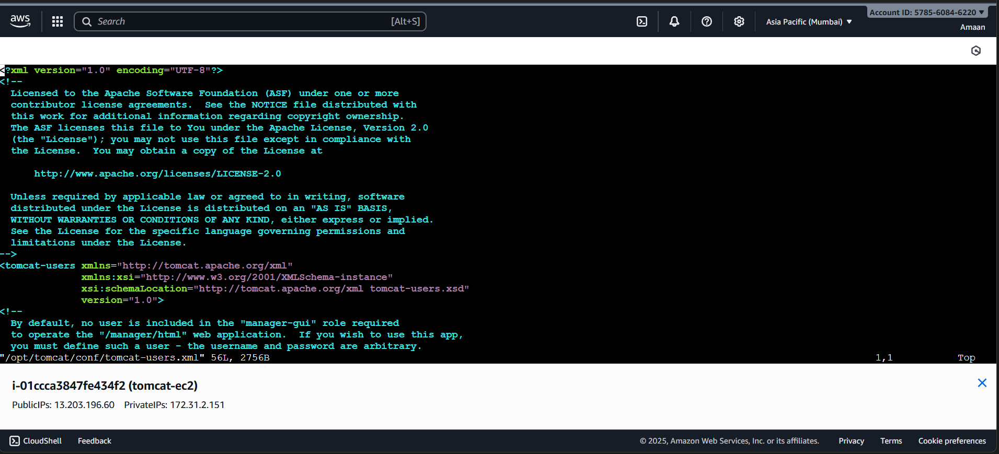 aws
Search [Alt+S]
Asia Pacific (Mumbai) ▼
Account ID: 5785-6084-6220 ▼
Amaan
<?xml version="1.0" encoding="UTF-8"?>
<!--
  Licensed to the Apache Software Foundation (ASF) under one or more
  contributor license agreements.  See the NOTICE file distributed with
  this work for additional information regarding copyright ownership.
  The ASF licenses this file to You under the Apache License, Version 2.0
  (the "License"); you may not use this file except in compliance with
  the License.  You may obtain a copy of the License at
      http://www.apache.org/licenses/LICENSE-2.0
  Unless required by applicable law or agreed to in writing, software
  distributed under the License is distributed on an "AS IS" BASIS,
  WITHOUT WARRANTIES OR CONDITIONS OF ANY KIND, either express or implied.
  See the License for the specific language governing permissions and
  limitations under the License.
-->
<tomcat-users xmlns="http://tomcat.apache.org/xml"
              xmlns:xsi="http://www.w3.org/2001/XMLSchema-instance"
              xsi:schemaLocation="http://tomcat.apache.org/xml tomcat-users.xsd"
              version="1.0">
<!--
  By default, no user is included in the "manager-gui" role required
  to operate the "/manager/html" web application.  If you wish to use this app,
  you must define such a user - the username and password are arbitrary.
"/opt/tomcat/conf/tomcat-users.xml" 56L, 2756B 1,1 Top
i-01ccca3847fe434f2 (tomcat-ec2)
PublicIPs: 13.203.196.60 PrivateIPs: 172.31.2.151
CloudShell Feedback © 2025, Amazon Web Services, Inc. or its affiliates. Privacy Terms Cookie preferences